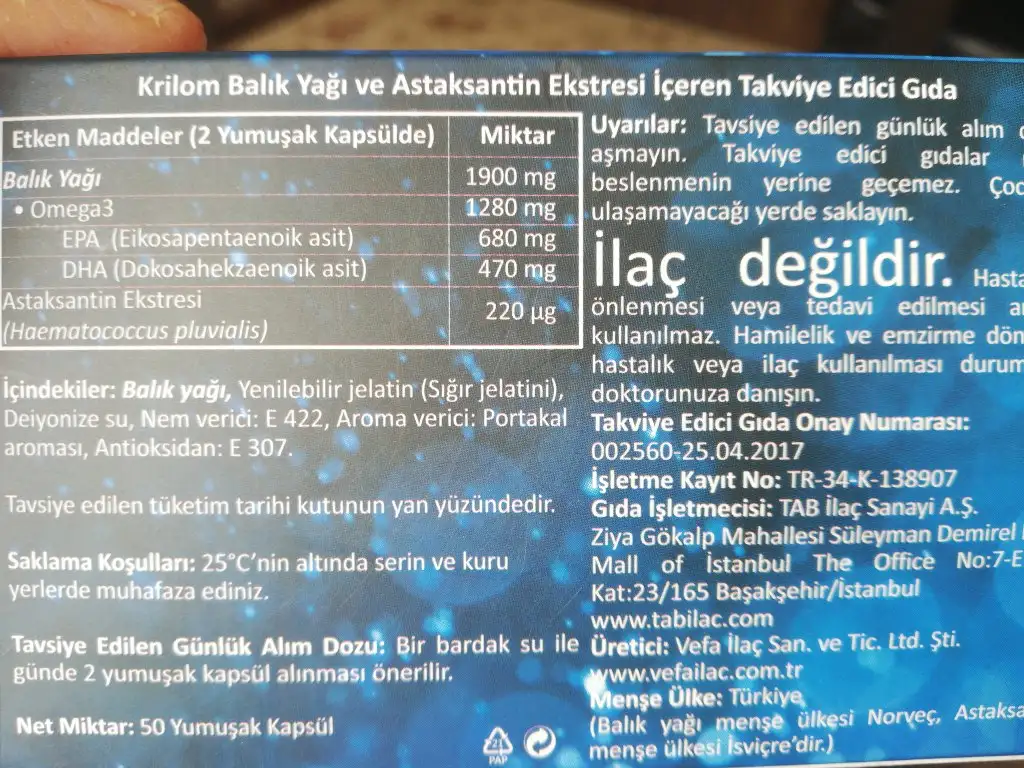 Krilom Balık Yağı ve Astaksantin Ekstresi İçeren Takviye Edici Gıda
Etken Maddeler (2 Yumuşak Kapsülde) Miktar
Balık Yağı 1900 mg
• Omega3 1280 mg
EPA (Eikosapentaenoik asit) 680 mg
DHA (Dokosahekzaenoik asit) 470 mg
Astaksantin Ekstresi
(Haematococcus pluvialis) 220 µg
İçindekiler: Balık yağı, Yenilebilir jelatin (Sığır jelatini),
Deiyonize su, Nem verici: E 422, Aroma verici: Portakal
aroması, Antioksidan: E 307.
Tavsiye edilen tüketim tarihi kutunun yan yüzündedir.
Saklama Koşulları: 25°C’nin altında serin ve kuru
yerlerde muhafaza ediniz.
Tavsiye Edilen Günlük Alım Dozu: Bir bardak su ile
günde 2 yumuşak kapsül alınması önerilir.
Net Miktar: 50 Yumuşak Kapsül
21
PAP
Uyarılar: Tavsiye edilen günlük alım
aşmayın. Takviye edici gıdalar
beslenmenin yerine geçemez.
ulaşamayacağı yerde saklayın.
İlaç değildir.
önlenmesi veya tedavi edilmesi
kullanılmaz. Hamilelik ve emzirme
hastalık veya ilaç kullanılması
doktorunuza danışın.
Takviye Edici Gıda Onay Numarası:
002560-25.04.2017
İşletme Kayıt No: TR-34-K-138907
Gıda İşletmecisi: TAB İlaç Sanayi A.Ş.
Ziya Gökalp Mahallesi Süleyman Demirel
Mall of İstanbul The Office No:7-E
Kat:23/165 Başakşehir/İstanbul
www.tabilac.com
Üretici: Vefa İlaç San. ve Tic. Ltd. Şti.
www.vefailac.com.tr
Menşe Ülke: Türkiye
(Balık yağı menşe ülkesi Norveç,
menşe ülkesi İsviçre’dir.)